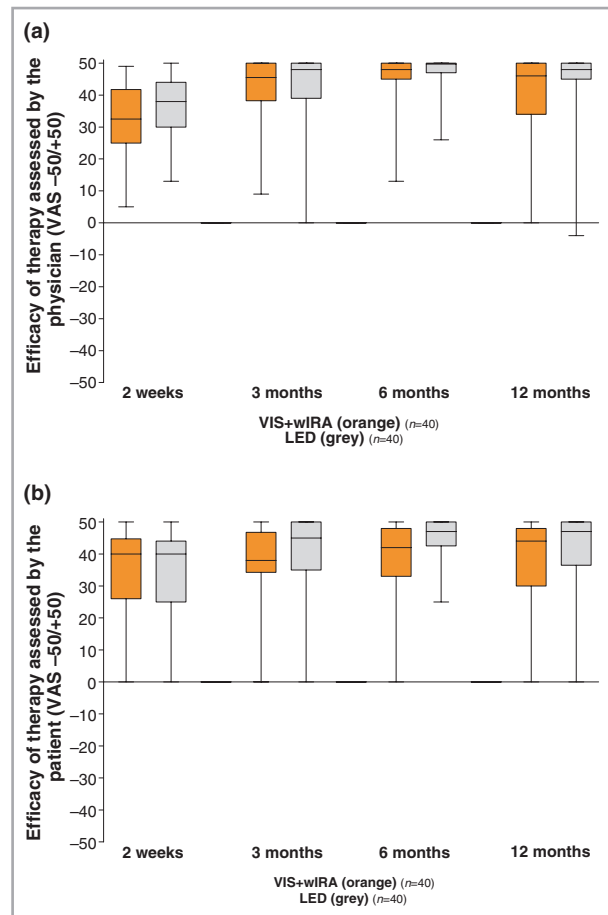 (a)
Efficacy of therapy assessed by the
physician (VAS –50/+50)
50
40
30
20
10
0
–10
–20
–30
–40
–50
2 weeks 3 months 6 months 12 months
VIS+wIRA (orange) (n=40)
LED (grey) (n=40)
(b)
Efficacy of therapy assessed by the
patient (VAS –50/+50)
50
40
30
20
10
0
–10
–20
–30
–40
–50
2 weeks 3 months 6 months 12 months
VIS+wIRA (orange) (n=40)
LED (grey) (n=40)